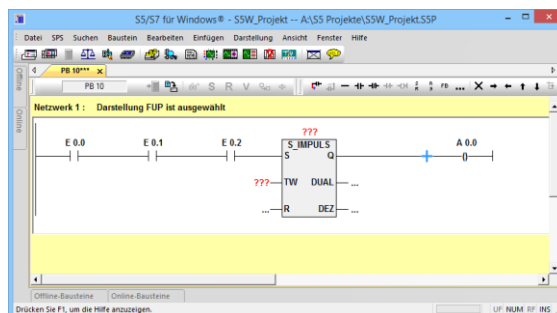 S5/S7 für Windows® - S5W_Projekt -- A:\S5 Projekte\S5W_Projekt.S5P
Datei SPS Suchen Baustein Bearbeiten Einfügen Darstellung Ansicht Fenster Hilfe
PB 10*** x
PB 10
S R V
FB ...
Offline
Online
Netzwerk 1 : Darstellung FUP ist ausgewählt
???
E 0.0 E 0.1 E 0.2 S_IMPULS A 0.0
S Q
??? TW DUAL ...
... R DEZ ...
Offline-Bausteine Online-Bausteine
Drücken Sie F1, um die Hilfe anzuzeigen. UF NUM RF INS